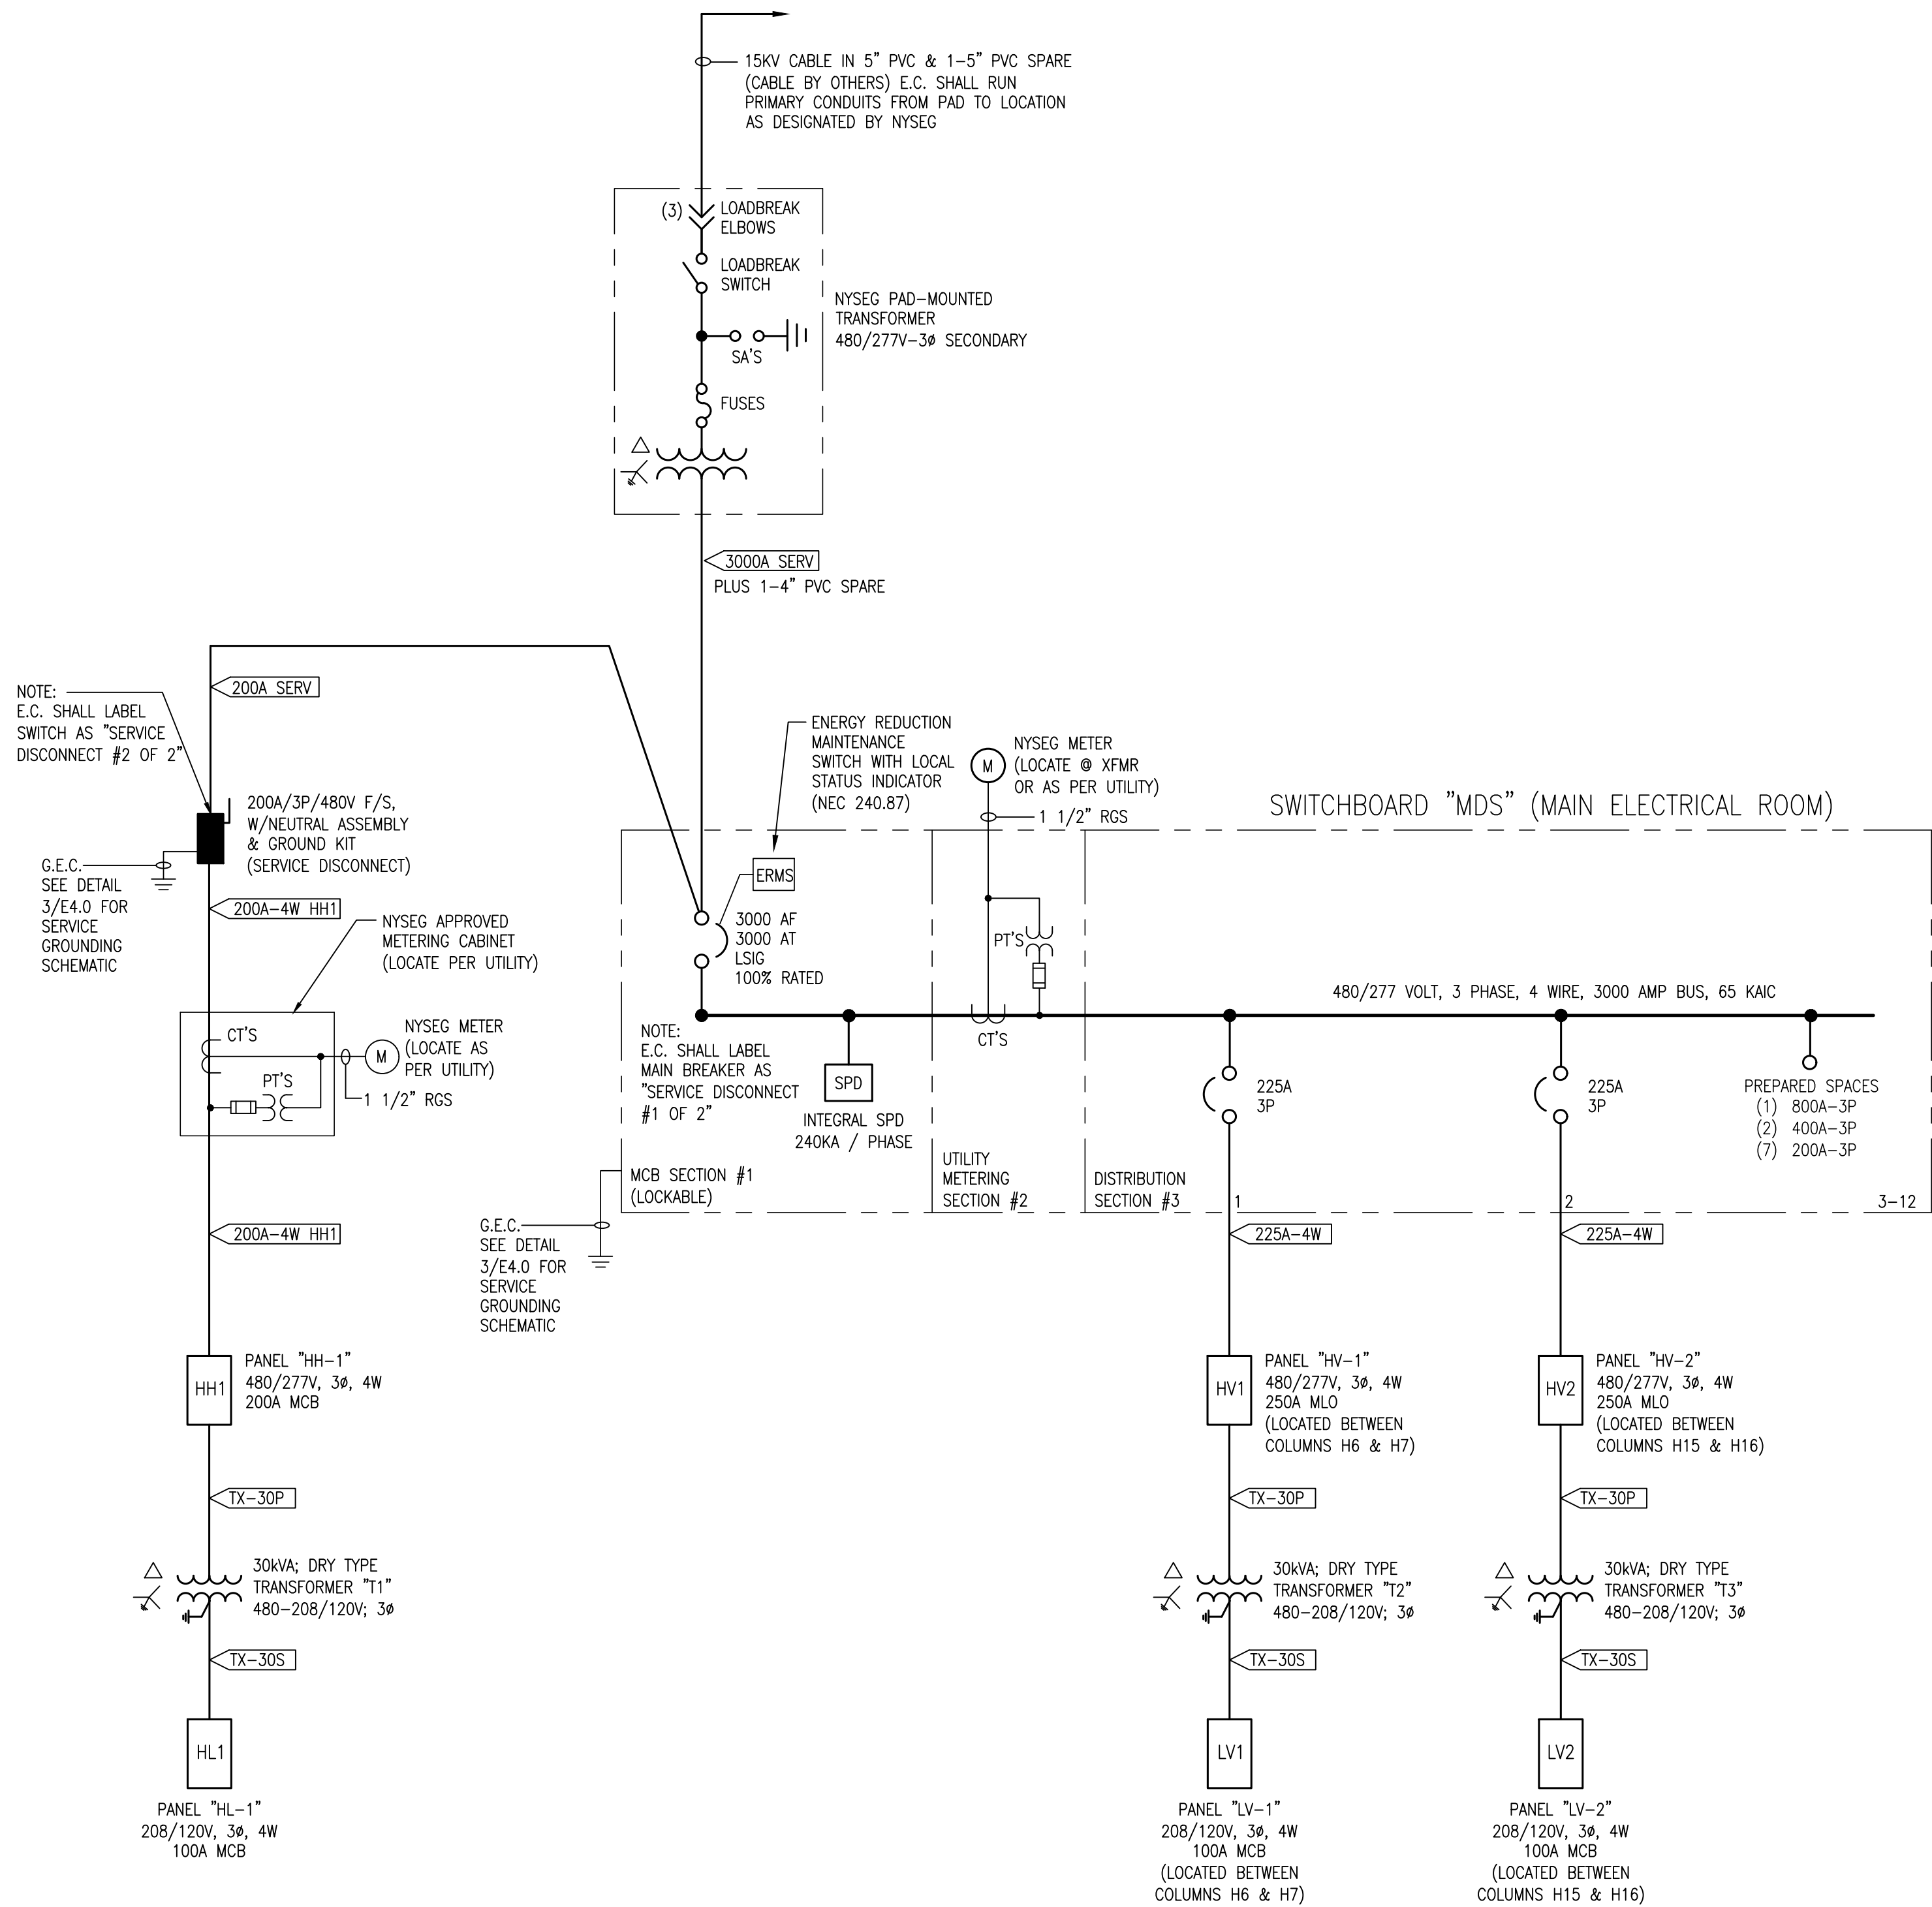 15KV CABLE IN 5" PVC & 1-5" PVC SPARE
(CABLE BY OTHERS) E.C. SHALL RUN
PRIMARY CONDUITS FROM PAD TO LOCATION
AS DESIGNATED BY NYSEG
(3)
LOADBREAK
ELBOWS
LOADBREAK
SWITCH
NYSEG PAD-MOUNTED
TRANSFORMER
480/277V-3ø SECONDARY
SA'S
FUSES
3000A SERV
PLUS 1-4" PVC SPARE
200A SERV
NOTE:
E.C. SHALL LABEL
SWITCH AS "SERVICE
DISCONNECT #2 OF 2"
200A/3P/480V F/S,
W/NEUTRAL ASSEMBLY
& GROUND KIT
(SERVICE DISCONNECT)
G.E.C.
SEE DETAIL
3/E4.0 FOR
SERVICE
GROUNDING
SCHEMATIC
200A-4W HH1
NYSEG APPROVED
METERING CABINET
(LOCATE PER UTILITY)
CT'S
PT'S
M
NYSEG METER
(LOCATE AS
PER UTILITY)
1 1/2" RGS
200A-4W HH1
HH1
PANEL "HH-1"
480/277V, 3ø, 4W
200A MCB
TX-30P
30kVA; DRY TYPE
TRANSFORMER "T1"
480-208/120V; 3ø
TX-30S
HL1
PANEL "HL-1"
208/120V, 3ø, 4W
100A MCB
ENERGY REDUCTION
MAINTENANCE
SWITCH WITH LOCAL
STATUS INDICATOR
(NEC 240.87)
ERMS
3000 AF
3000 AT
LSIG
100% RATED
NOTE:
E.C. SHALL LABEL
MAIN BREAKER AS
"SERVICE DISCONNECT
#1 OF 2"
SPD
INTEGRAL SPD
240KA / PHASE
MCB SECTION #1
(LOCKABLE)
G.E.C.
SEE DETAIL
3/E4.0 FOR
SERVICE
GROUNDING
SCHEMATIC
M
NYSEG METER
(LOCATE @ XFMR
OR AS PER UTILITY)
1 1/2" RGS
PT'S
CT'S
UTILITY
METERING
SECTION #2
SWITCHBOARD "MDS" (MAIN ELECTRICAL ROOM)
480/277 VOLT, 3 PHASE, 4 WIRE, 3000 AMP BUS, 65 KAIC
225A
3P
225A
3P
PREPARED SPACES
(1) 800A-3P
(2) 400A-3P
(7) 200A-3P
DISTRIBUTION
SECTION #3
1
2
3-12
225A-4W
225A-4W
HV1
PANEL "HV-1"
480/277V, 3ø, 4W
250A MLO
(LOCATED BETWEEN
COLUMNS H6 & H7)
HV2
PANEL "HV-2"
480/277V, 3ø, 4W
250A MLO
(LOCATED BETWEEN
COLUMNS H15 & H16)
TX-30P
TX-30P
30kVA; DRY TYPE
TRANSFORMER "T2"
480-208/120V; 3ø
30kVA; DRY TYPE
TRANSFORMER "T3"
480-208/120V; 3ø
TX-30S
TX-30S
LV1
LV2
PANEL "LV-1"
208/120V, 3ø, 4W
100A MCB
(LOCATED BETWEEN
COLUMNS H6 & H7)
PANEL "LV-2"
208/120V, 3ø, 4W
100A MCB
(LOCATED BETWEEN
COLUMNS H15 & H16)